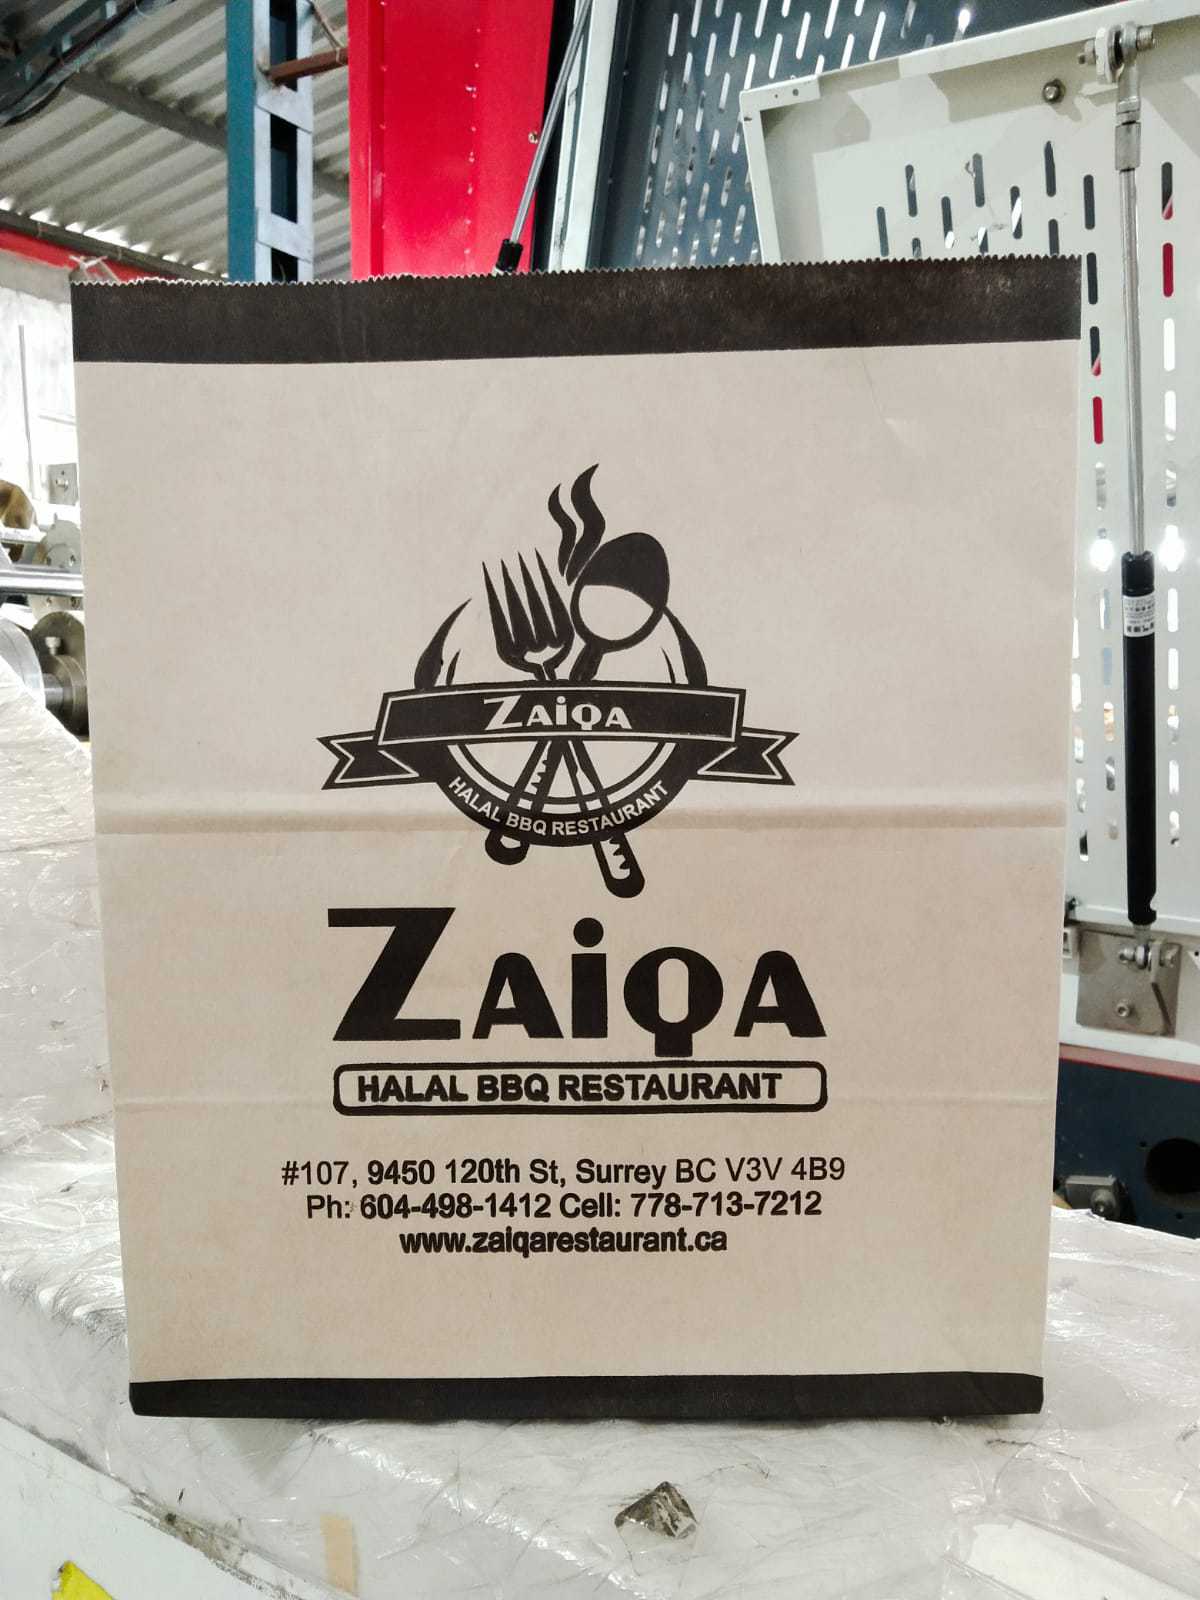 ZAiQA
HALAL BBQ RESTAURANT
ZAiQA
HALAL BBQ RESTAURANT
#107, 9450 120th St, Surrey BC V3V 4B9
Ph: 604-498-1412 Cell: 778-713-7212
www.zaiqarestaurant.ca